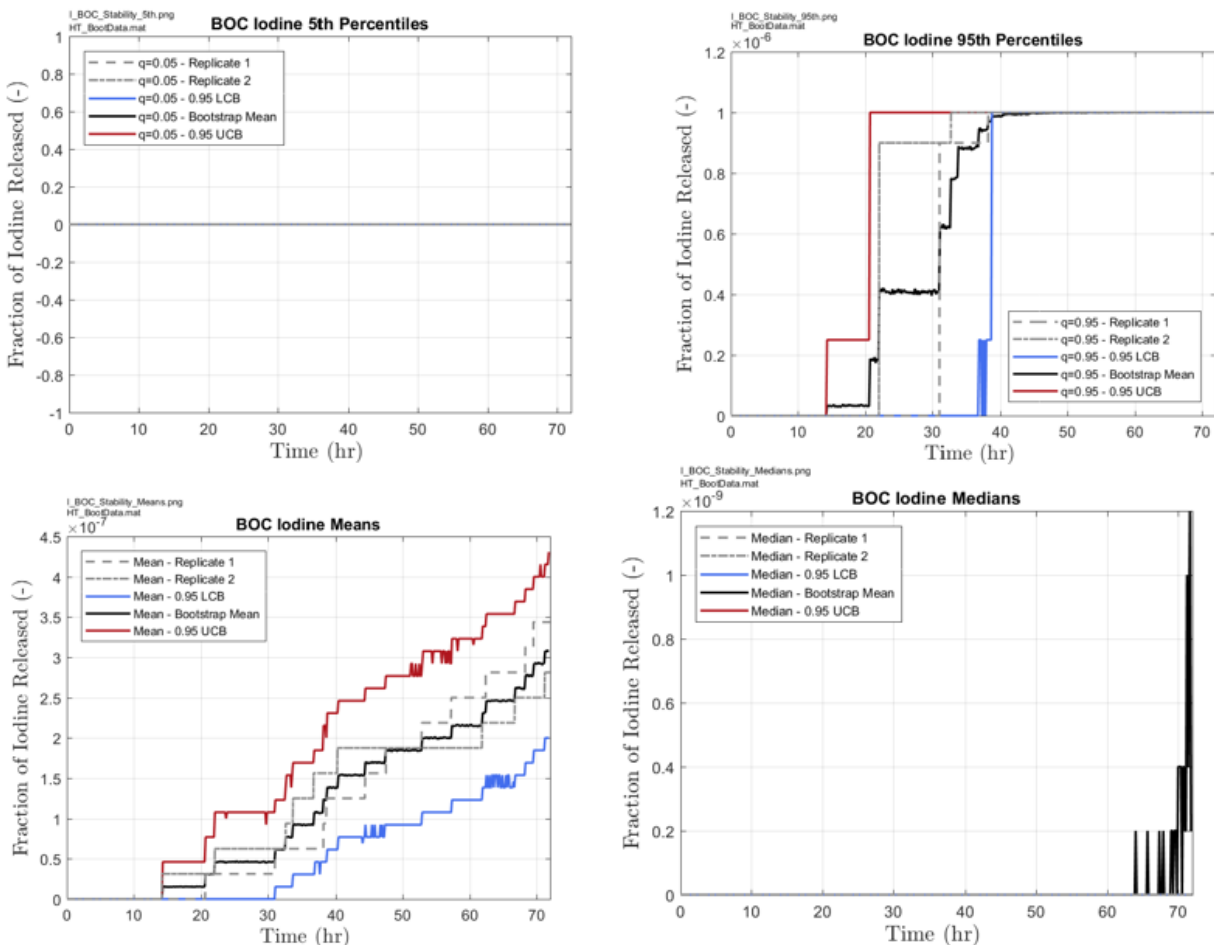 I_BOC_Stability_5th.png
HT_BootData.mat
BOC Iodine 5th Percentiles
1
0.8
0.6
0.4
0.2
0
-0.2
-0.4
-0.6
-0.8
-1
Fraction of Iodine Released (-)
q=0.05 - Replicate 1
q=0.05 - Replicate 2
q=0.05 - 0.95 LCB
q=0.05 - Bootstrap Mean
q=0.05 - 0.95 UCB
0 10 20 30 40 50 60 70
Time (hr)
I_BOC_Stability_95th.png
HT_BootData.mat
×10-6
BOC Iodine 95th Percentiles
1.2
1
0.8
0.6
0.4
0.2
0
Fraction of Iodine Released (-)
q=0.95 - Replicate 1
q=0.95 - Replicate 2
q=0.95 - 0.95 LCB
q=0.95 - Bootstrap Mean
q=0.95 - 0.95 UCB
0 10 20 30 40 50 60 70
Time (hr)
I_BOC_Stability_Means.png
HT_BootData.mat
×10-7
BOC Iodine Means
4.5
4
3.5
3
2.5
2
1.5
1
0.5
0
Fraction of Iodine Released (-)
Mean - Replicate 1
Mean - Replicate 2
Mean - 0.95 LCB
Mean - Bootstrap Mean
Mean - 0.95 UCB
0 10 20 30 40 50 60 70
Time (hr)
I_BOC_Stability_Medians.png
HT_BootData.mat
×10-9
BOC Iodine Medians
1.2
1
0.8
0.6
0.4
0.2
0
Fraction of Iodine Released (-)
Median - Replicate 1
Median - Replicate 2
Median - 0.95 LCB
Median - Bootstrap Mean
Median - 0.95 UCB
0 10 20 30 40 50 60 70
Time (hr)